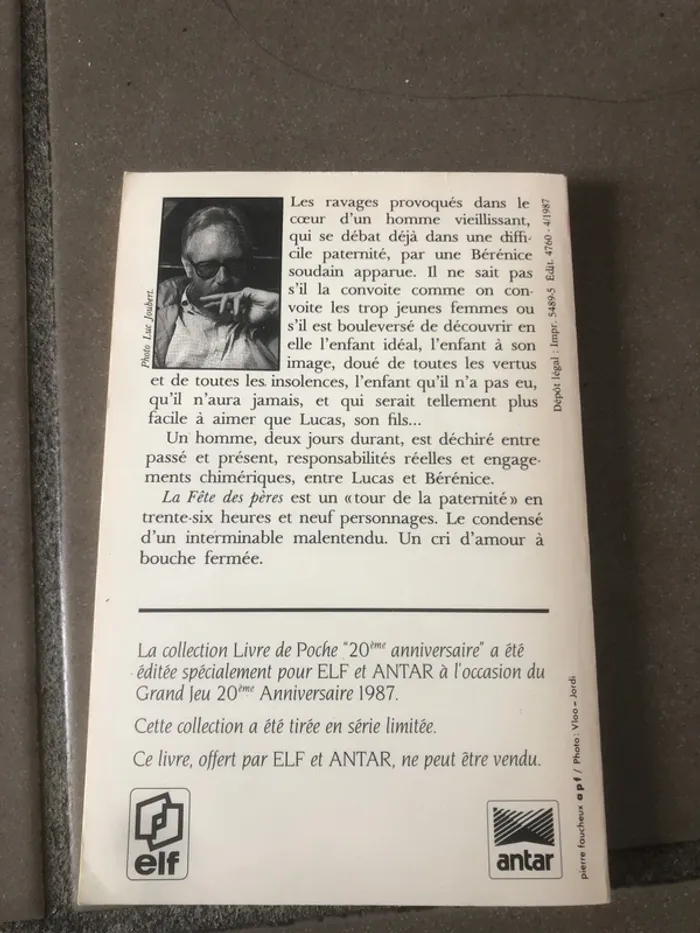 Les ravages provoqués dans le
cœur d'un homme vieillissant,
qui se débat déjà dans une diffi-
cile paternité, par une Bérénice
soudain apparue. Il ne sait pas
s'il la convoite comme on con-
voite les trop jeunes femmes ou
s'il est bouleversé de découvrir en
elle l'enfant idéal, l'enfant à son
image, doué de toutes les vertus
et de toutes les insolences, l'enfant qu'il n'a pas eu,
qu'il n'aura jamais, et qui serait tellement plus
facile à aimer que Lucas, son fils...
Un homme, deux jours durant, est déchiré entre
passé et présent, responsabilités réelles et engage-
ments chimériques, entre Lucas et Bérénice.
La Fête des pères est un «tour de la paternité» en
trente-six heures et neuf personnages. Le condensé
d'un interminable malentendu. Un cri d'amour à
bouche fermée.
Photo Luc Joubert.
Dépôt légal : Impr. 5489-5 Edit. 4760 - 4/1987
La collection Livre de Poche "20ème anniversaire" a été
éditée spécialement pour ELF et ANTAR à l'occasion du
Grand Jeu 20ème Anniversaire 1987.
Cette collection a été tirée en série limitée.
Ce livre, offert par ELF et ANTAR, ne peut être vendu.
elf
antar
pierre faucheux apf / Photo : Vloo - Jordi